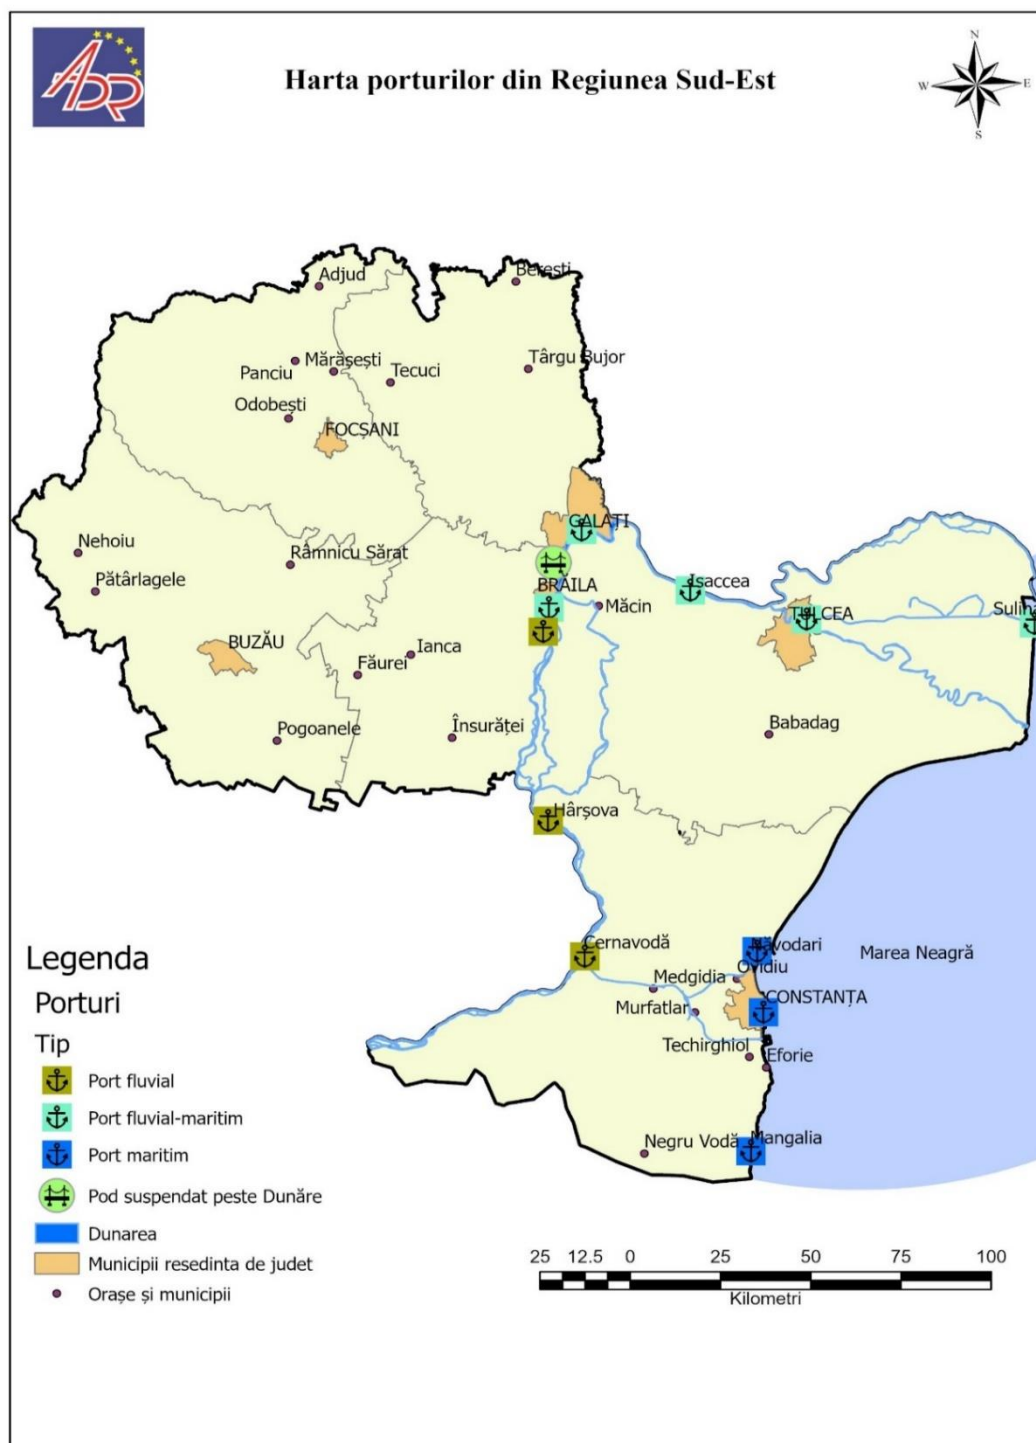 ADR
Harta porturilor din Regiunea Sud-Est
N
W E
S
Adjud
Berești
Mărășești
Panciu
Tecuci
Târgu Bujor
Odobești
FOCȘANI
GALAȚI
Nehoiu
Râmnicu Sărat
Pătârlagele
BRĂILA
Isaccea
Măcin
TULCEA
Sulina
BUZĂU
Ianca
Făurei
Pogoanele
Însurăței
Babadag
Hârșova
Cernavodă
Năvodari
Marea Neagră
Ovidiu
Medgidia
CONSTANȚA
Murfatlar
Techirghiol
Eforie
Negru Vodă
Mangalia
Legenda
Porturi
Tip
Port fluvial
Port fluvial-maritim
Port maritim
Pod suspendat peste Dunăre
Dunarea
Municipii resedinta de judet
Orașe și municipii
25 12.5 0 25 50 75 100
Kilometri